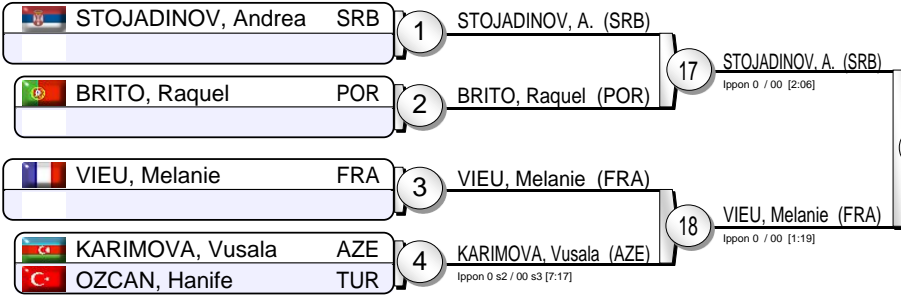 STOJADINOV, Andrea SRB
1
STOJADINOV, A. (SRB)
17
STOJADINOV, A. (SRB)
Ippon 0 / 00 [2:06]
BRITO, Raquel POR
2
BRITO, Raquel (POR)
VIEU, Melanie FRA
3
VIEU, Melanie (FRA)
18
VIEU, Melanie (FRA)
Ippon 0 / 00 [1:19]
KARIMOVA, Vusala AZE
OZCAN, Hanife TUR
4
KARIMOVA, Vusala (AZE)
Ippon 0 s2 / 00 s3 [7:17]